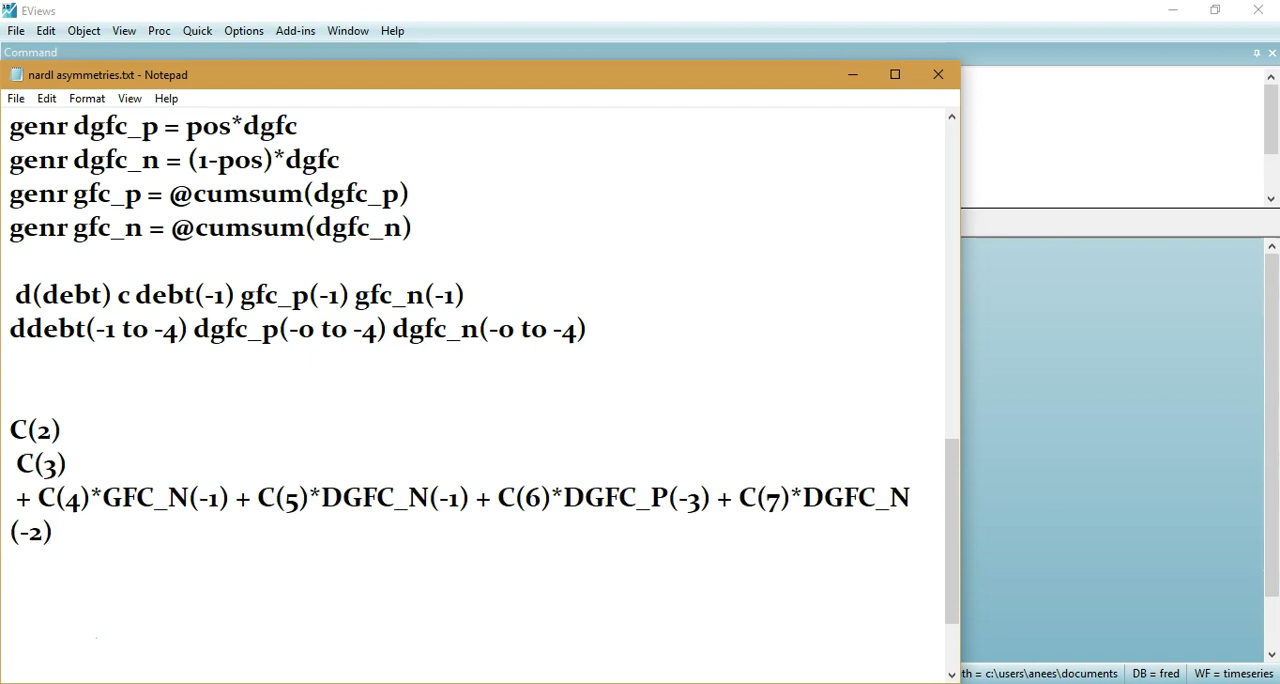 EViews
File Edit Object View Proc Quick Options Add-ins Window Help
Command
nardl asymmetries.txt - Notepad
File Edit Format View Help
genr dgfc_p = pos*dgfc
genr dgfc_n = (1-pos)*dgfc
genr gfc_p = @cumsum(dgfc_p)
genr gfc_n = @cumsum(dgfc_n)
d(debt) c debt(-1) gfc_p(-1) gfc_n(-1)
ddebt(-1 to -4) dgfc_p(-0 to -4) dgfc_n(-0 to -4)
C(2)
C(3)
+ C(4)*GFC_N(-1) + C(5)*DGFC_N(-1) + C(6)*DGFC_P(-3) + C(7)*DGFC_N
(-2)
th = c:\users\anees\documents DB = fred WF = timeseries